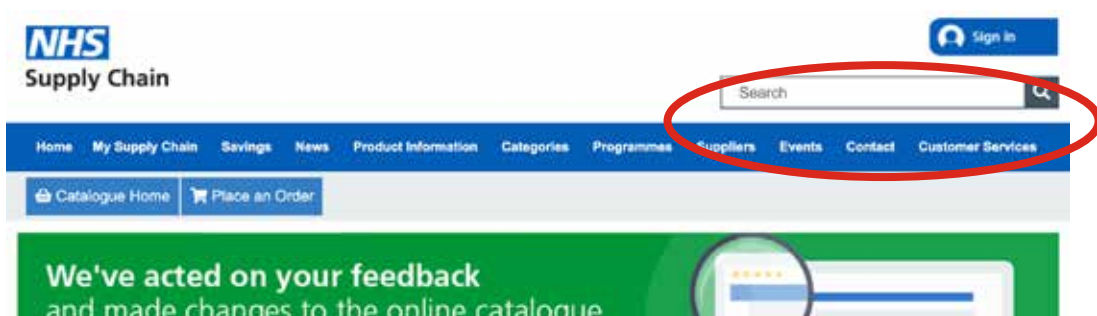 NHS
Supply Chain
Sign in
Search
Home My Supply Chain Savings News Product Information Categories Programmes Suppliers Events Contact Customer Services
Catalogue Home Place an Order
We've acted on your feedback
and made changes to the online catalogue